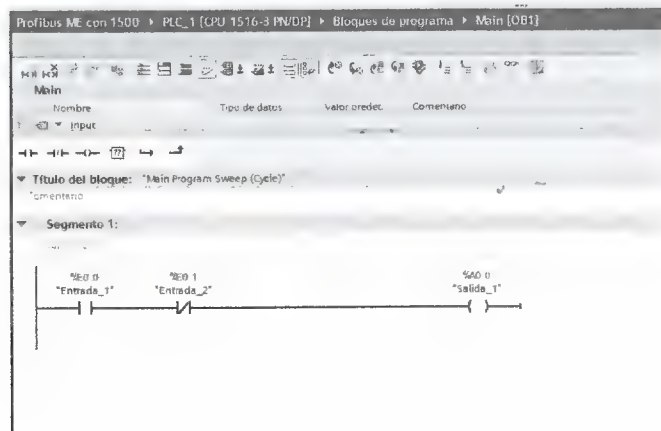 Profibus ME con 1500 ▸ PLC_1 [CPU 1516-3 PN/DP] ▸ Bloques de programa ▸ Main [OB1]
Main
Nombre Tipo de datos Valor predet. Comentario
1 Input
Título del bloque: "Main Program Sweep (Cycle)"
Comentario
Segmento 1:
%E0.0 %E0.1 %A0.0
"Entrada_1" "Entrada_2" "Salida_1"